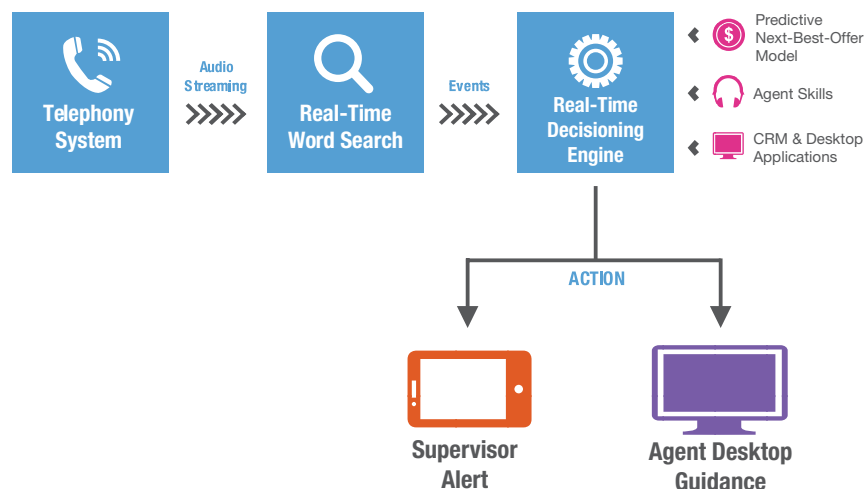 Telephony
System
Audio
Streaming
Real-Time
Word Search
Events
Real-Time
Decisioning
Engine
$
Predictive
Next-Best-Offer
Model
Agent Skills
CRM & Desktop
Applications
ACTION
Supervisor
Alert
Agent Desktop
Guidance